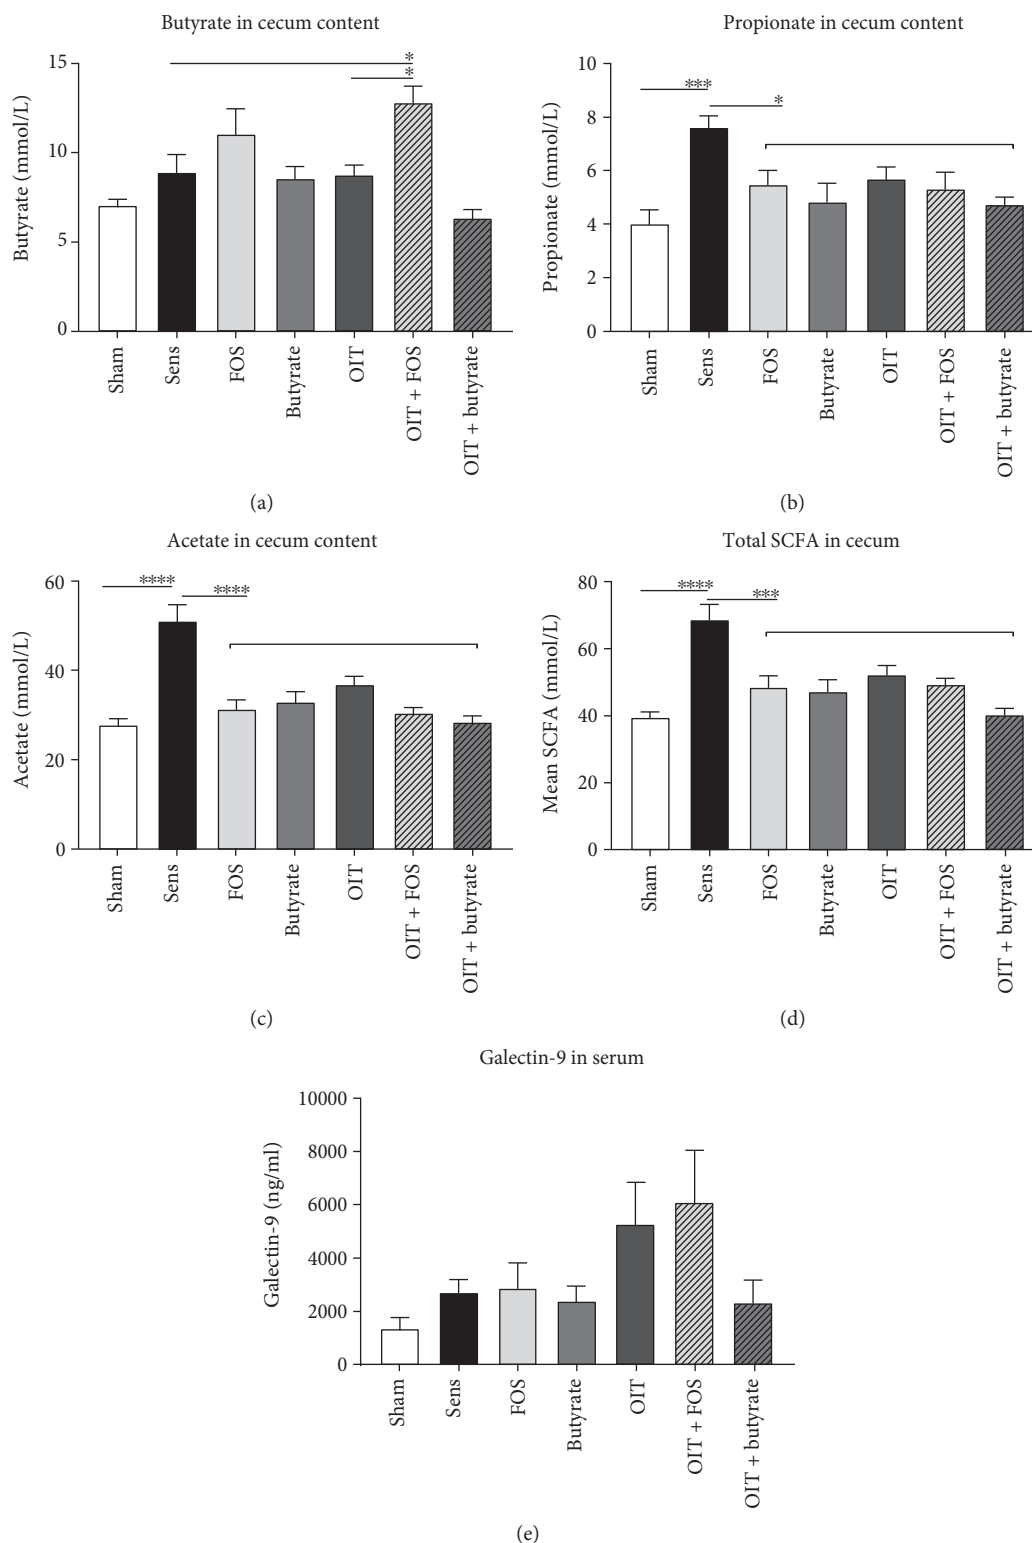 Butyrate in cecum content
Butyrate (mmol/L)
15
10
5
0
*
*
Sham
Sens
FOS
Butyrate
OIT
OIT + FOS
OIT + butyrate
(a)
Propionate in cecum content
Propionate (mmol/L)
10
8
6
4
2
0
***
*
Sham
Sens
FOS
Butyrate
OIT
OIT + FOS
OIT + butyrate
(b)
Acetate in cecum content
Acetate (mmol/L)
60
40
20
0
****
****
Sham
Sens
FOS
Butyrate
OIT
OIT + FOS
OIT + butyrate
(c)
Total SCFA in cecum
Mean SCFA (mmol/L)
80
60
40
20
0
****
***
Sham
Sens
FOS
Butyrate
OIT
OIT + FOS
OIT + butyrate
(d)
Galectin-9 in serum
Galectin-9 (ng/ml)
10000
8000
6000
4000
2000
0
Sham
Sens
FOS
Butyrate
OIT
OIT + FOS
OIT + butyrate
(e)